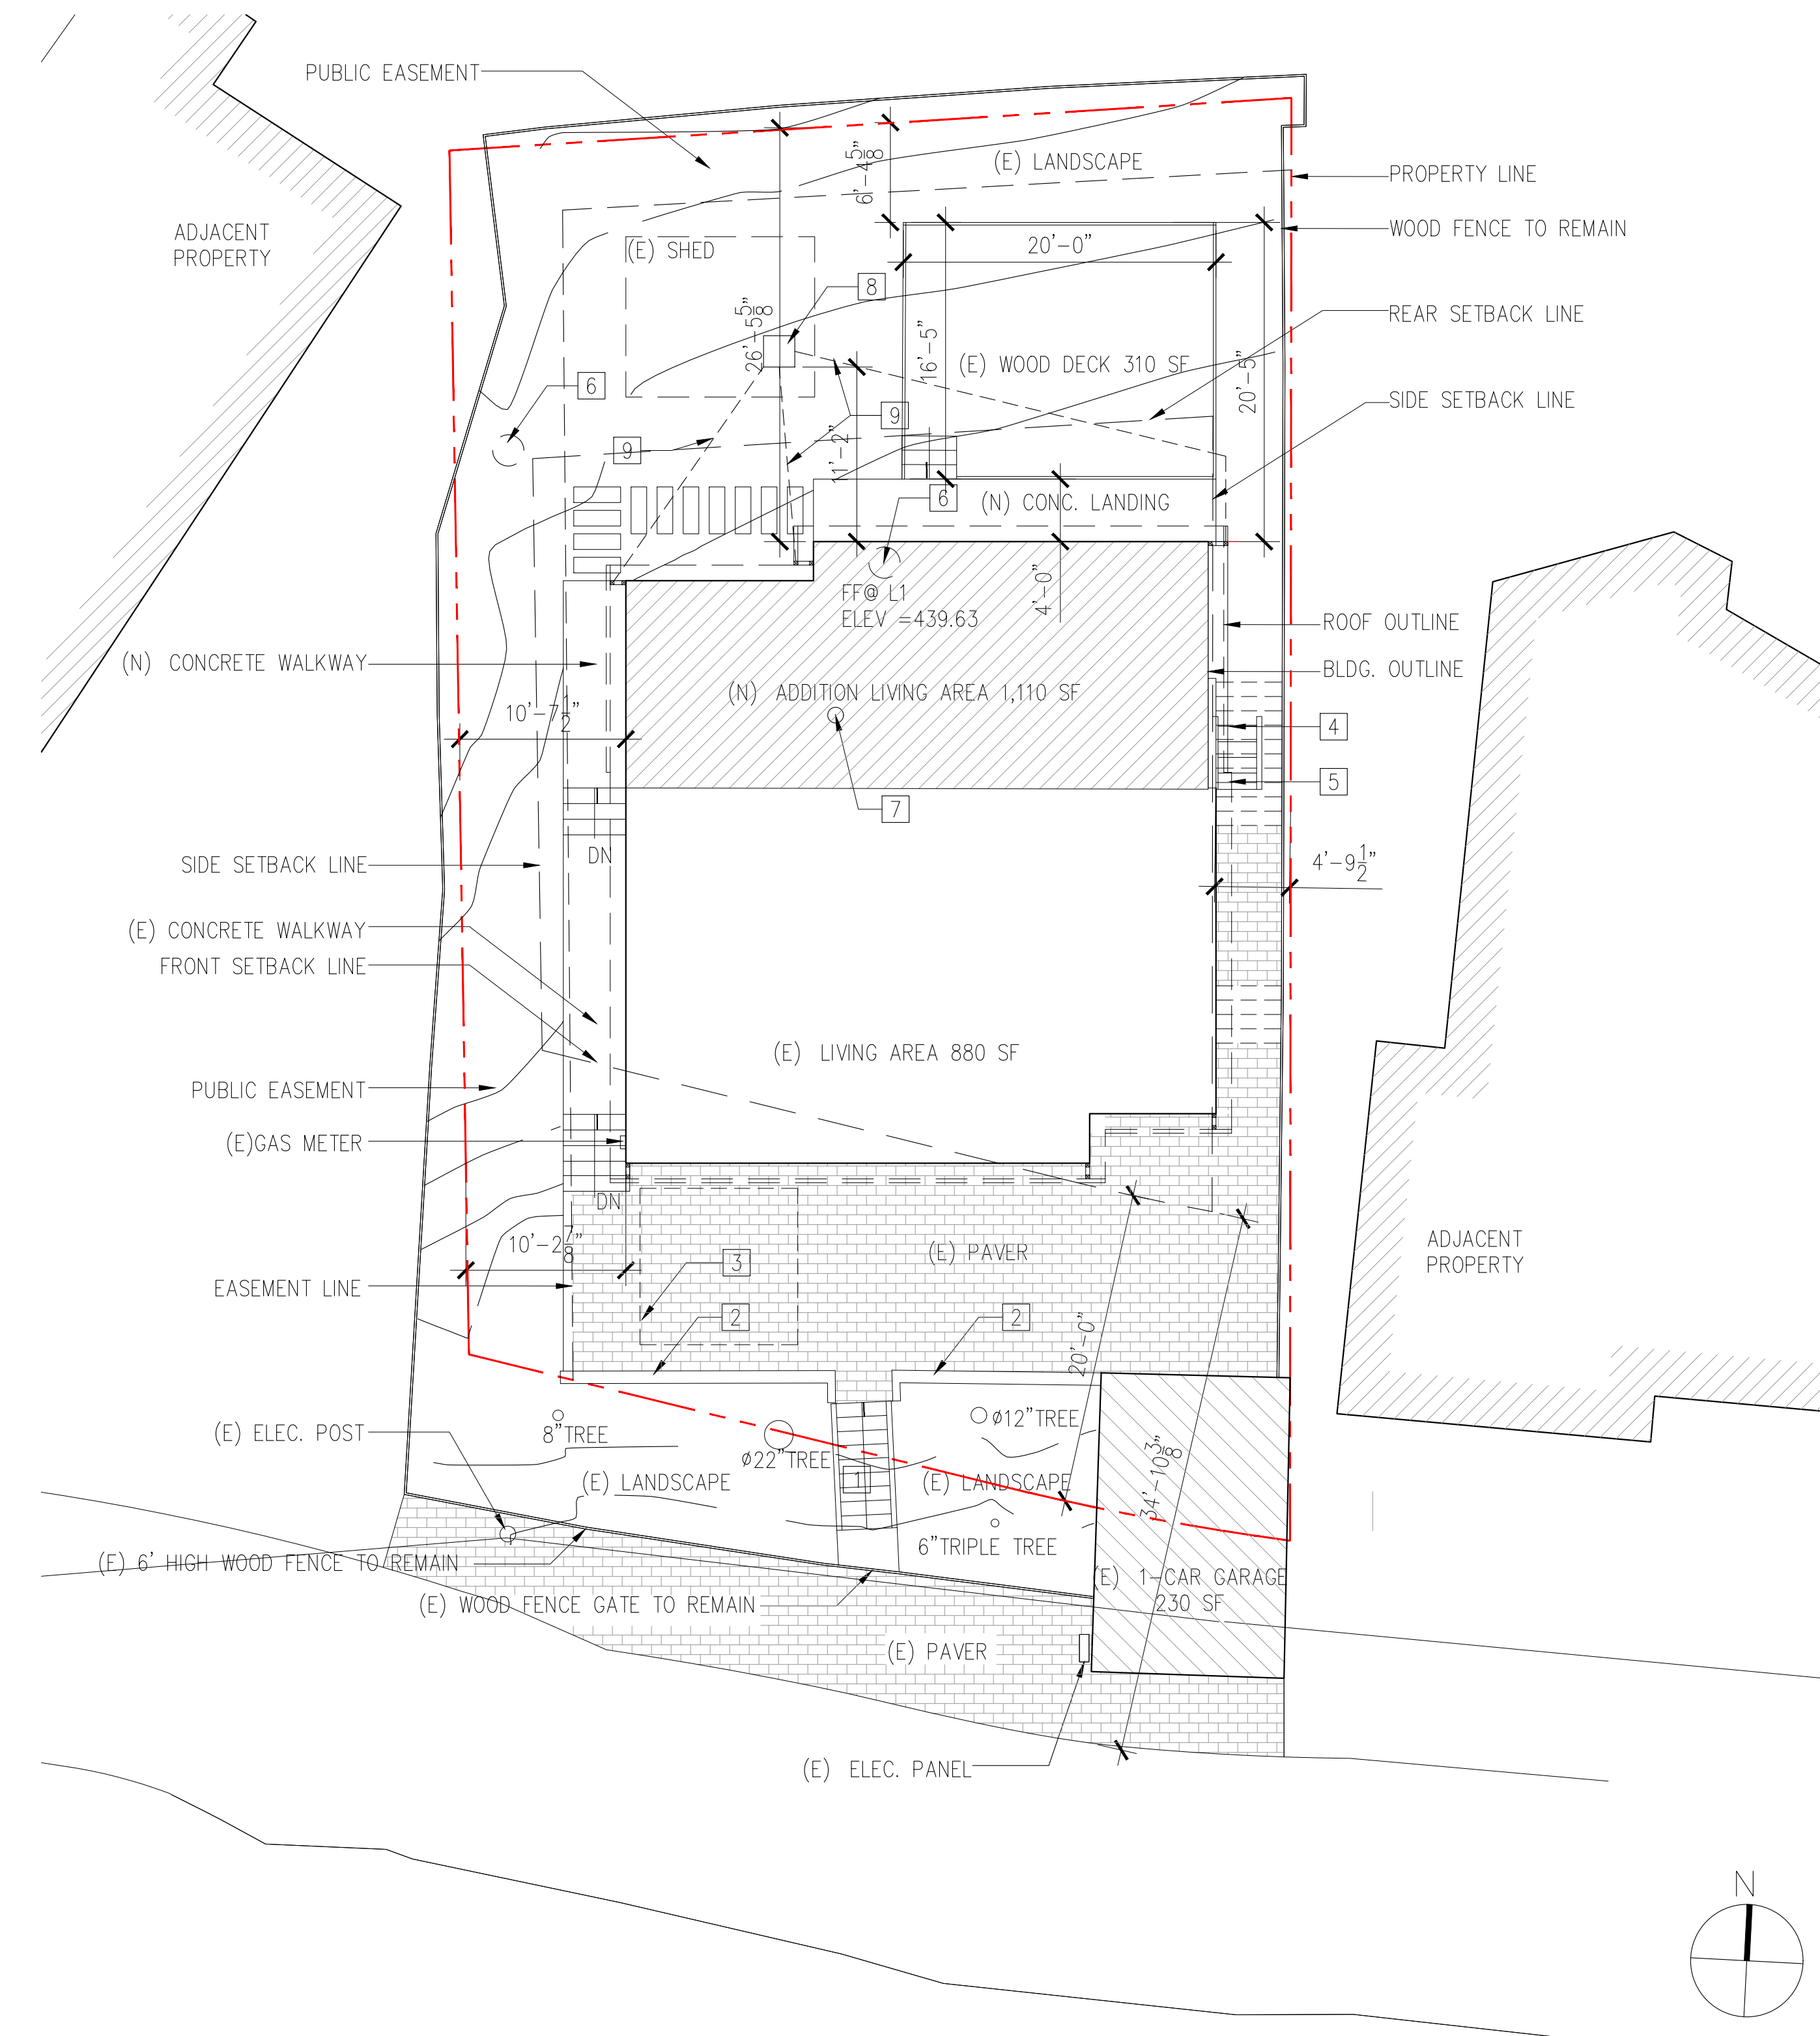 PUBLIC EASEMENT
6'-4 5/8"
(E) LANDSCAPE
PROPERTY LINE
ADJACENT
PROPERTY
WOOD FENCE TO REMAIN
(E) SHED
20'-0"
8
26'-5 5/8"
REAR SETBACK LINE
16'-5"
(E) WOOD DECK 310 SF
20'-5"
6
SIDE SETBACK LINE
9
9
11'-2"
6
(N) CONC. LANDING
FF@ L1
ELEV =439.63
4'-0"
ROOF OUTLINE
(N) CONCRETE WALKWAY
BLDG. OUTLINE
(N) ADDITION LIVING AREA 1,110 SF
10'-7 1/2"
4
5
7
DN
SIDE SETBACK LINE
4'-9 1/2"
(E) CONCRETE WALKWAY
FRONT SETBACK LINE
(E) LIVING AREA 880 SF
PUBLIC EASEMENT
(E)GAS METER
DN
10'-2 7/8"
(E) PAVER
ADJACENT
PROPERTY
3
EASEMENT LINE
2
2
20'-0"
(E) ELEC. POST
8"TREE
ø12"TREE
ø22"TREE
34'-10 3/8"
(E) LANDSCAPE
1
(E) LANDSCAPE
6"TRIPLE TREE
(E) 6' HIGH WOOD FENCE TO REMAIN
(E) 1-CAR GARAGE
230 SF
(E) WOOD FENCE GATE TO REMAIN
(E) PAVER
(E) ELEC. PANEL
N